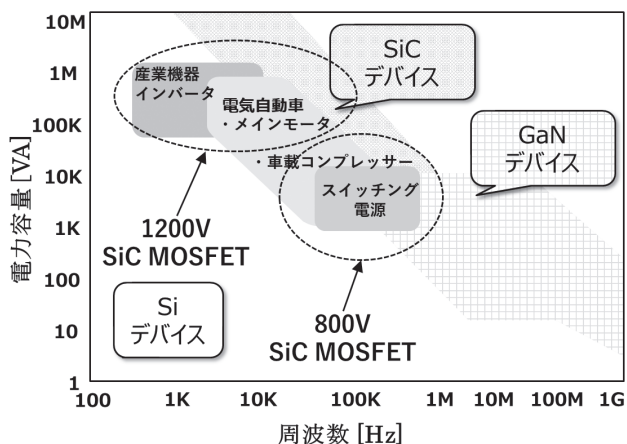 10M
1M
100K
10K
1K
100
10
1
電力容量 [VA]
産業機器
インバータ
電気自動車
・メインモータ
・車載コンプレッサー
スイッチング
電源
SiC
デバイス
GaN
デバイス
1200V
SiC MOSFET
800V
SiC MOSFET
Si
デバイス
100 1K 10K 100K 1M 10M 100M 1G
周波数 [Hz]